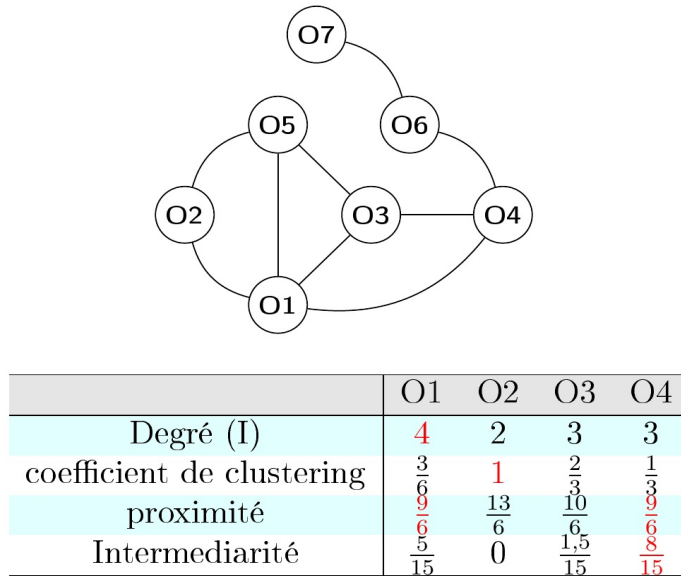 O7
O5
O6
O2
O3
O4
O1
O1 O2 O3 O4
Degré (I) 4 2 3 3
coefficient de clustering 3/6 1 2/3 1/3
proximité 9/6 13/6 10/6 9/6
Intermediarité 5/15 0 1,5/15 8/15